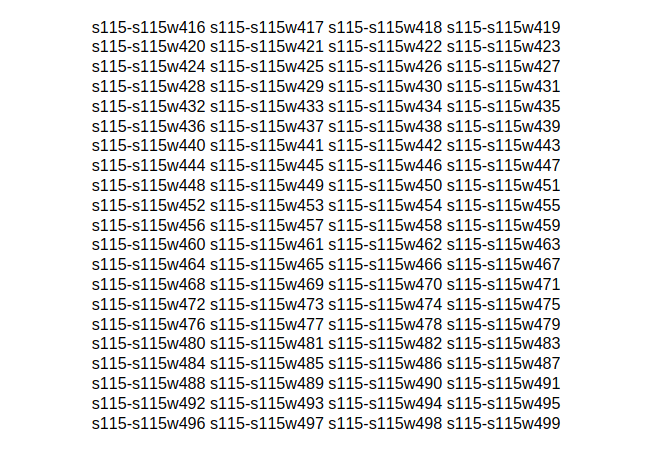 s115-s115w416 s115-s115w417 s115-s115w418 s115-s115w419
s115-s115w420 s115-s115w421 s115-s115w422 s115-s115w423
s115-s115w424 s115-s115w425 s115-s115w426 s115-s115w427
s115-s115w428 s115-s115w429 s115-s115w430 s115-s115w431
s115-s115w432 s115-s115w433 s115-s115w434 s115-s115w435
s115-s115w436 s115-s115w437 s115-s115w438 s115-s115w439
s115-s115w440 s115-s115w441 s115-s115w442 s115-s115w443
s115-s115w444 s115-s115w445 s115-s115w446 s115-s115w447
s115-s115w448 s115-s115w449 s115-s115w450 s115-s115w451
s115-s115w452 s115-s115w453 s115-s115w454 s115-s115w455
s115-s115w456 s115-s115w457 s115-s115w458 s115-s115w459
s115-s115w460 s115-s115w461 s115-s115w462 s115-s115w463
s115-s115w464 s115-s115w465 s115-s115w466 s115-s115w467
s115-s115w468 s115-s115w469 s115-s115w470 s115-s115w471
s115-s115w472 s115-s115w473 s115-s115w474 s115-s115w475
s115-s115w476 s115-s115w477 s115-s115w478 s115-s115w479
s115-s115w480 s115-s115w481 s115-s115w482 s115-s115w483
s115-s115w484 s115-s115w485 s115-s115w486 s115-s115w487
s115-s115w488 s115-s115w489 s115-s115w490 s115-s115w491
s115-s115w492 s115-s115w493 s115-s115w494 s115-s115w495
s115-s115w496 s115-s115w497 s115-s115w498 s115-s115w499